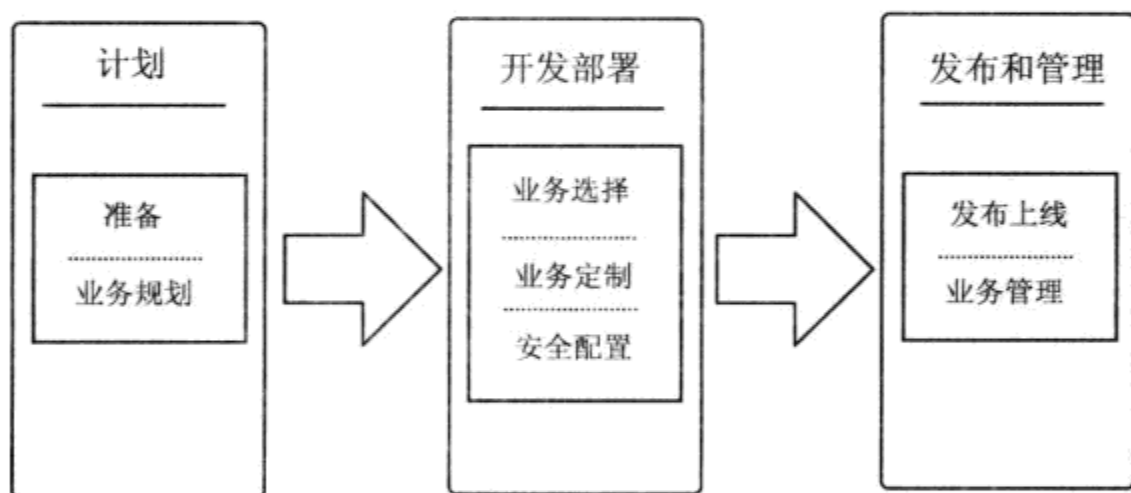 计划
准备
业务规划
开发部署
业务选择
业务定制
安全配置
发布和管理
发布上线
业务管理